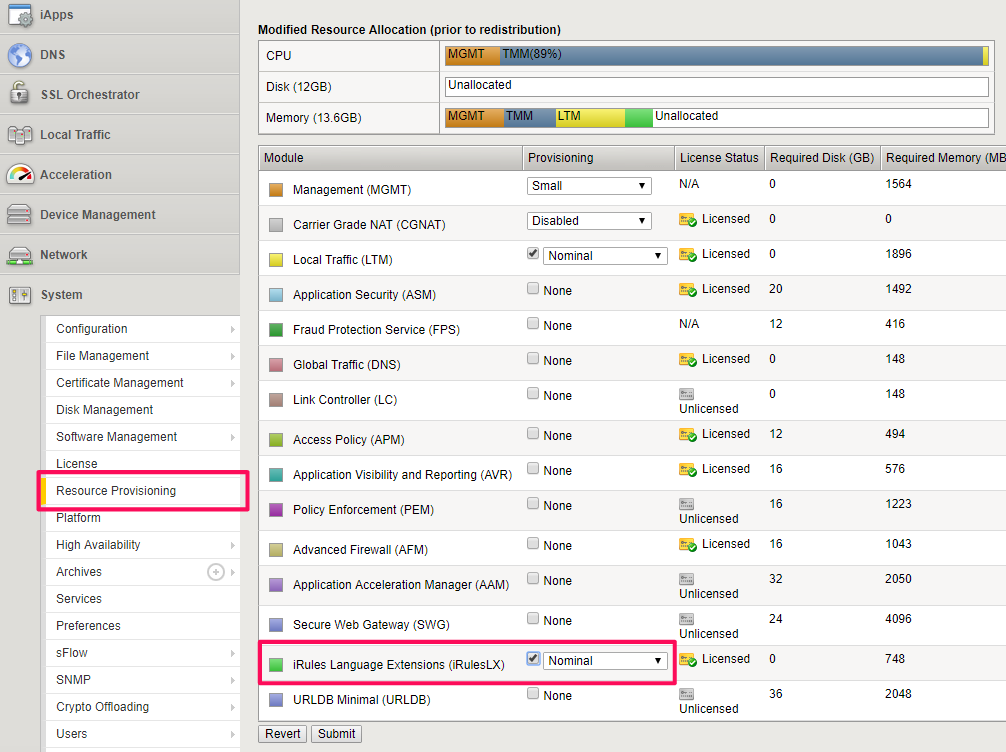 iApps
DNS
SSL Orchestrator
Local Traffic
Acceleration
Device Management
Network
System
Configuration
File Management
Certificate Management
Disk Management
Software Management
License
Resource Provisioning
Platform
High Availability
Archives
Services
Preferences
sFlow
SNMP
Crypto Offloading
Users
Modified Resource Allocation (prior to redistribution)
CPU MGMT TMM(89%)
Disk (12GB) Unallocated
Memory (13.6GB) MGMT TMM LTM Unallocated
Module Provisioning License Status Required Disk (GB) Required Memory (MB
Management (MGMT) Small N/A 0 1564
Carrier Grade NAT (CGNAT) Disabled Licensed 0 0
Local Traffic (LTM) Nominal Licensed 0 1896
Application Security (ASM) None Licensed 20 1492
Fraud Protection Service (FPS) None N/A 12 416
Global Traffic (DNS) None Licensed 0 148
Link Controller (LC) None Unlicensed 0 148
Access Policy (APM) None Licensed 12 494
Application Visibility and Reporting (AVR) None Licensed 16 576
Policy Enforcement (PEM) None Unlicensed 16 1223
Advanced Firewall (AFM) None Licensed 16 1043
Application Acceleration Manager (AAM) None Unlicensed 32 2050
Secure Web Gateway (SWG) None Unlicensed 24 4096
iRules Language Extensions (iRulesLX) Nominal Licensed 0 748
URLDB Minimal (URLDB) None Unlicensed 36 2048
Revert Submit